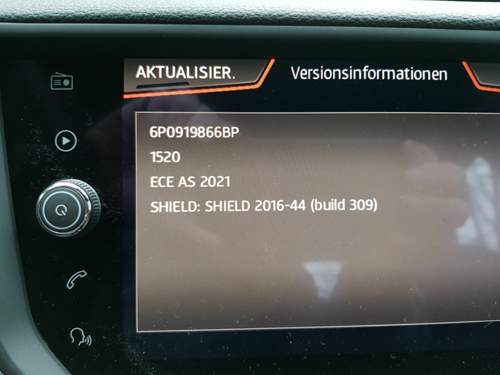 AKTUALISIER.
Versionsinformationen
6P0919866BP
1520
ECE AS 2021
SHIELD: SHIELD 2016-44 (build 309)